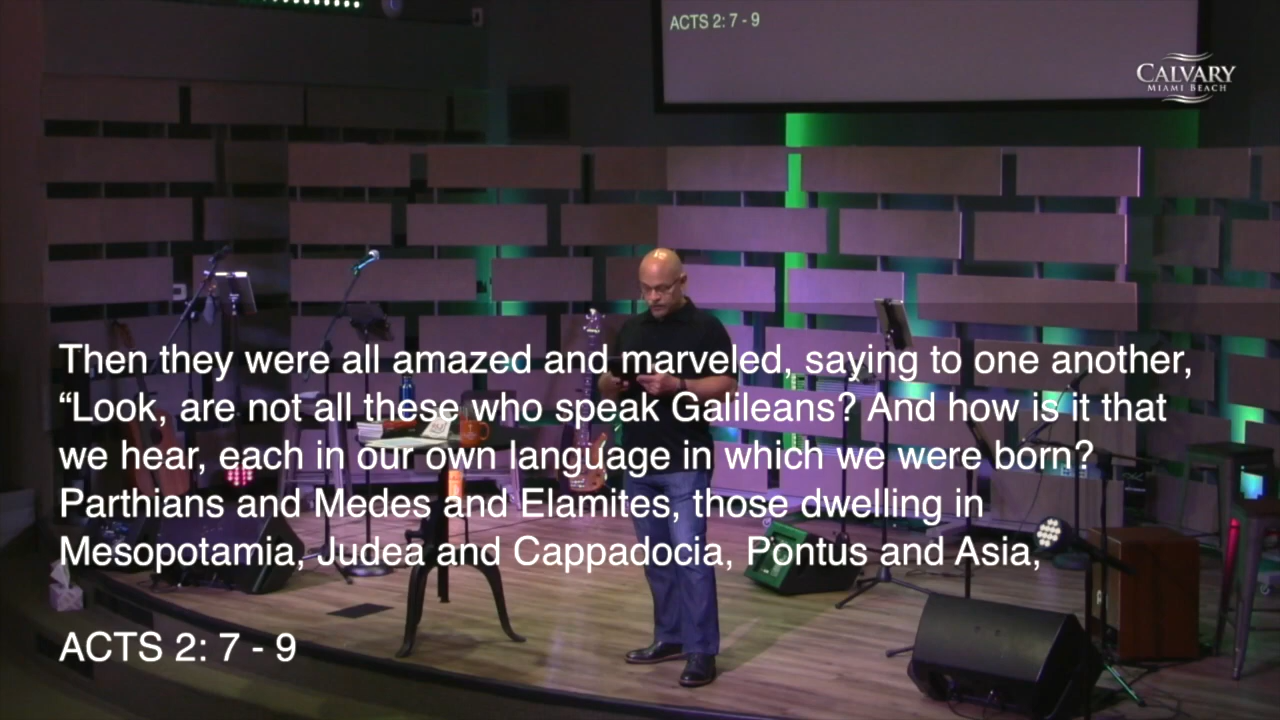 ACTS 2: 7 - 9
CALVARY
MIAMI BEACH
Then they were all amazed and marveled, saying to one another,
“Look, are not all these who speak Galileans? And how is it that
we hear, each in our own language in which we were born?
Parthians and Medes and Elamites, those dwelling in
Mesopotamia, Judea and Cappadocia, Pontus and Asia,
ACTS 2: 7 - 9